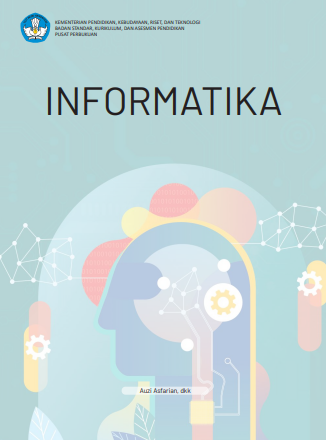 KEMENTERIAN PENDIDIKAN, KEBUDAYAAN, RISET, DAN TEKNOLOGI
BADAN STANDAR, KURIKULUM, DAN ASESMEN PENDIDIKAN
PUSAT PERBUKUAN
INFORMATIKA
Auzi Asfarian, dkk